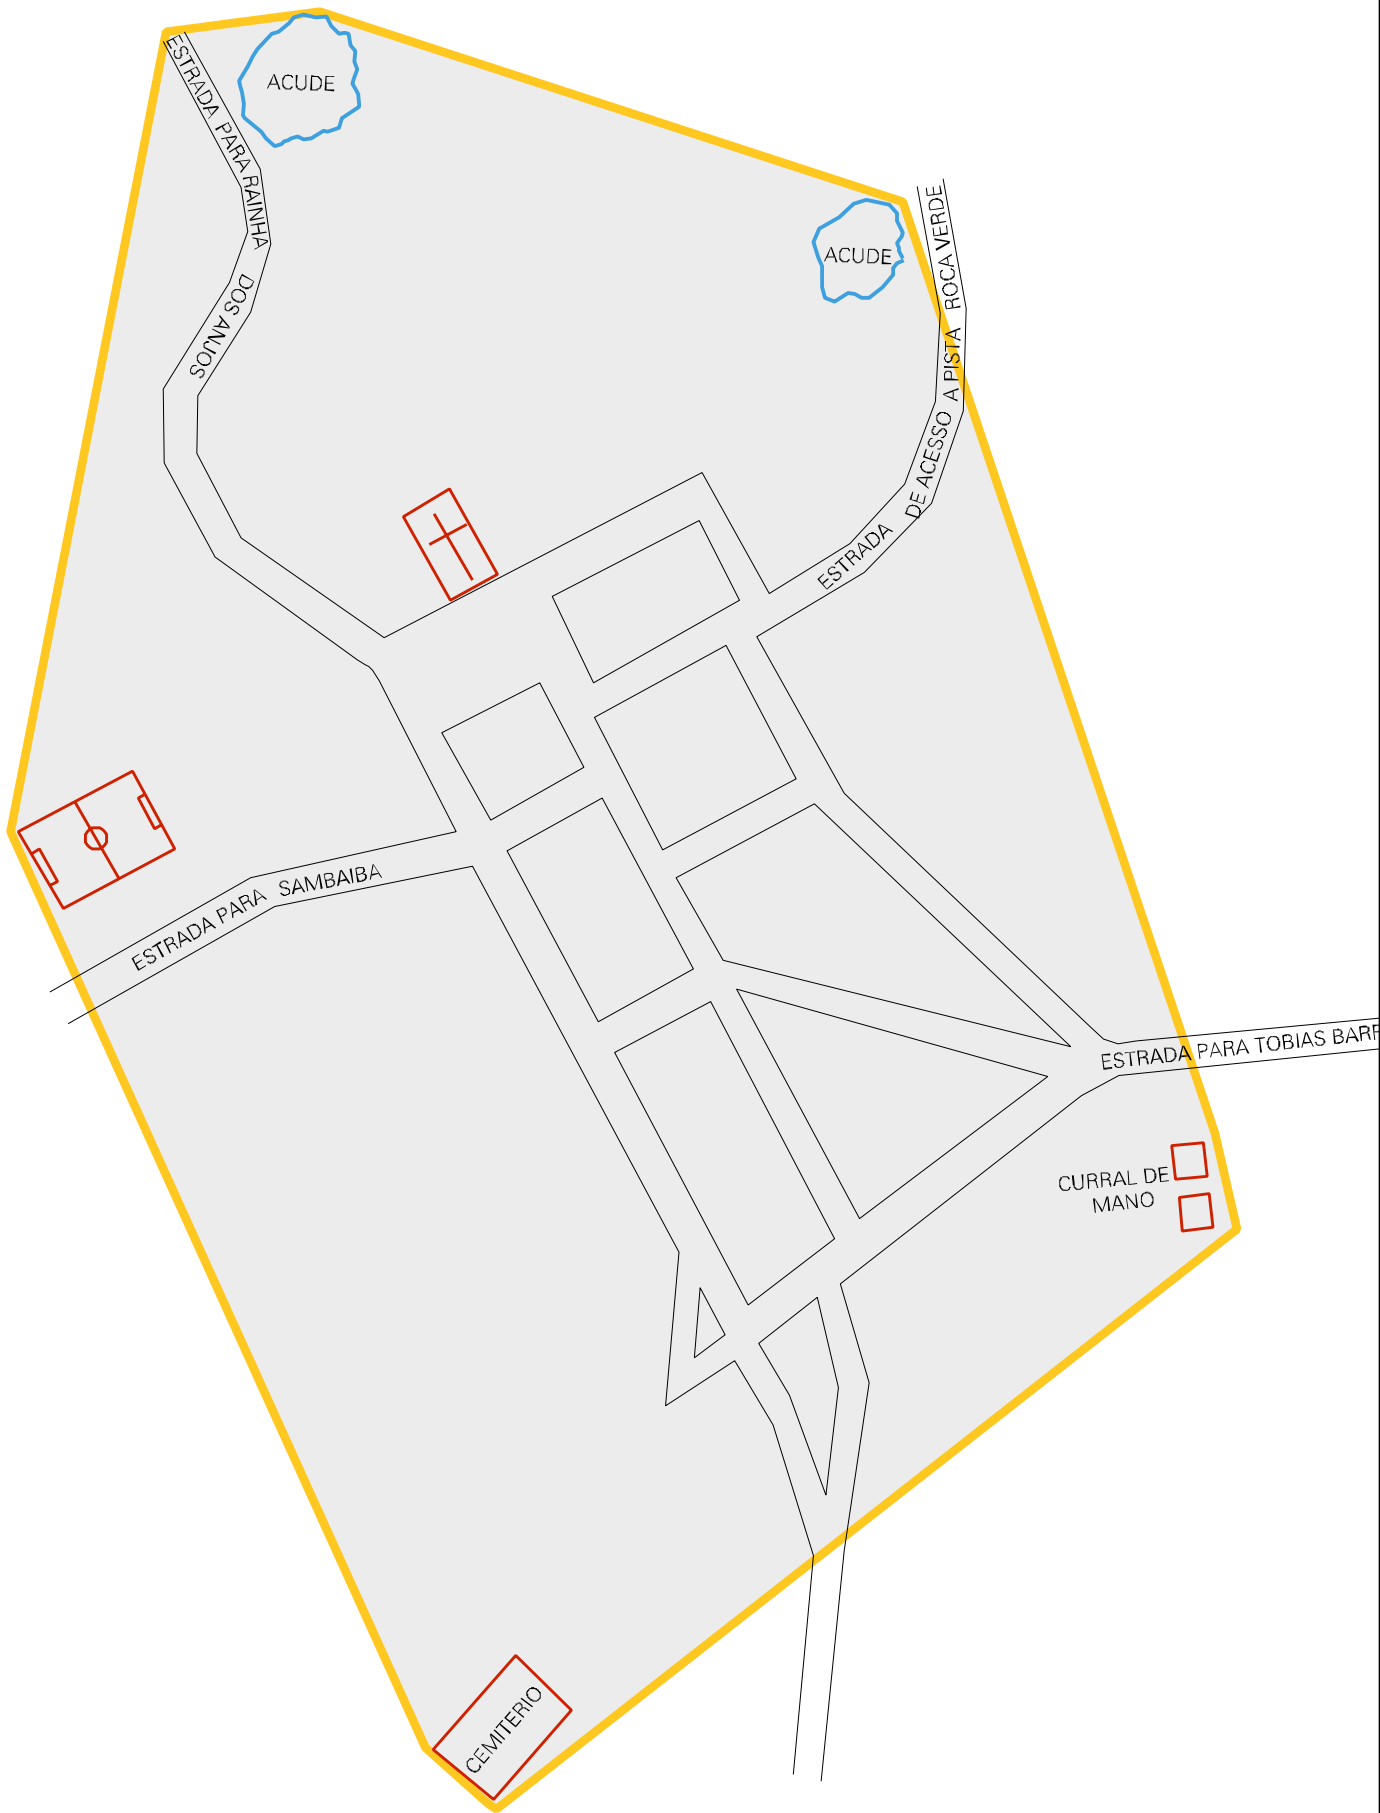 ACUDE
ESTRADA PARA RAINHA DOS ANJOS
ACUDE
ESTRADA DE ACESSO A PISTA ROCA VERDE
ESTRADA PARA SAMBAIBA
ESTRADA PARA TOBIAS BARR
CURRAL DE
MANO
CEMITERIO